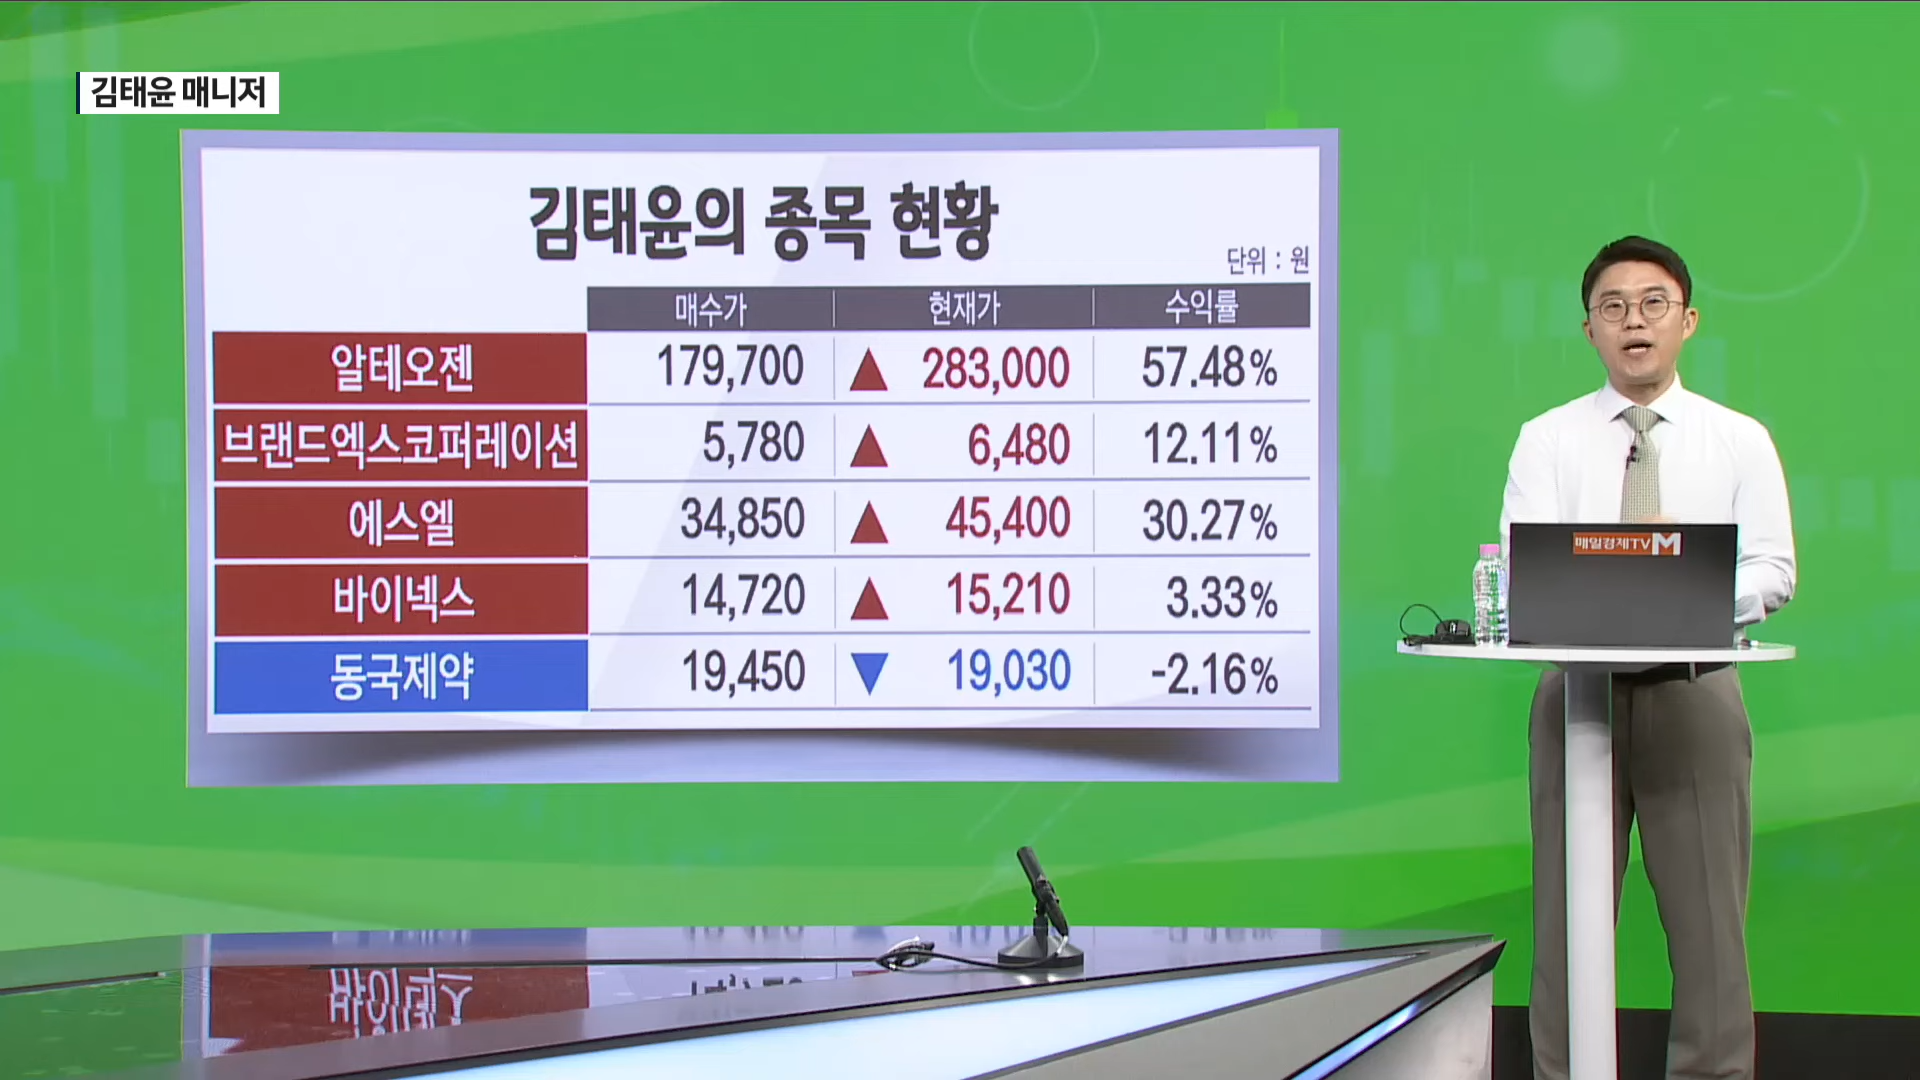 김태윤 매니저
김태윤의 종목 현황
단위 : 원
매수가 현재가 수익률
알테오젠 179,700 ▲ 283,000 57.48%
브랜드엑스코퍼레이션 5,780 ▲ 6,480 12.11%
에스엘 34,850 ▲ 45,400 30.27%
바이넥스 14,720 ▲ 15,210 3.33%
동국제약 19,450 ▼ 19,030 -2.16%
매일경제TV M
바이넥스